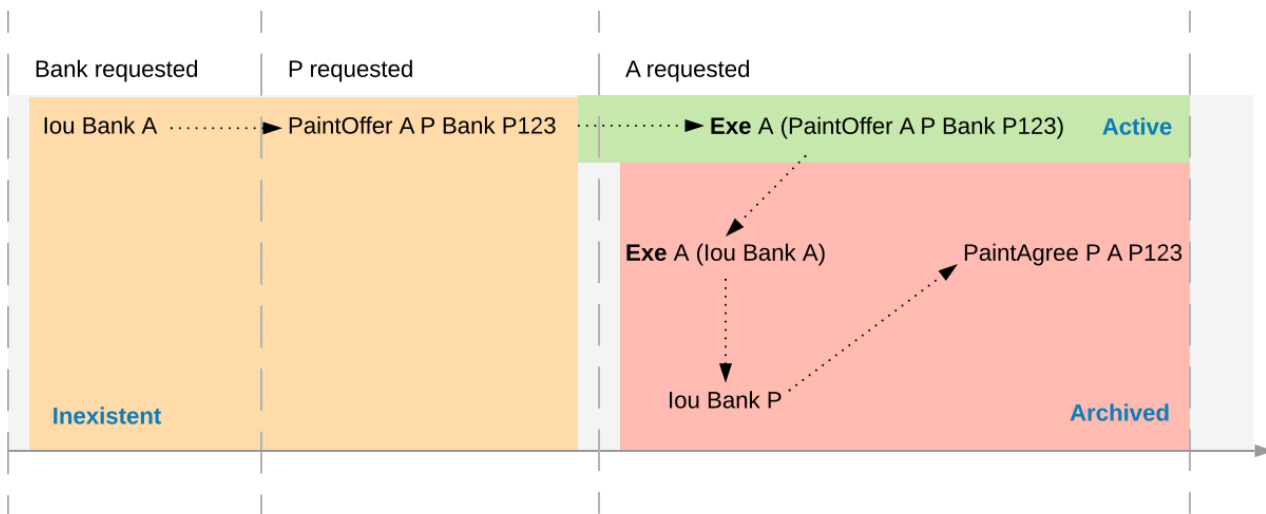 Bank requested
P requested
A requested
Iou Bank A
PaintOffer A P Bank P123
Exe A (PaintOffer A P Bank P123)
Active
Exe A (Iou Bank A)
PaintAgree P A P123
Iou Bank P
Inexistent
Archived